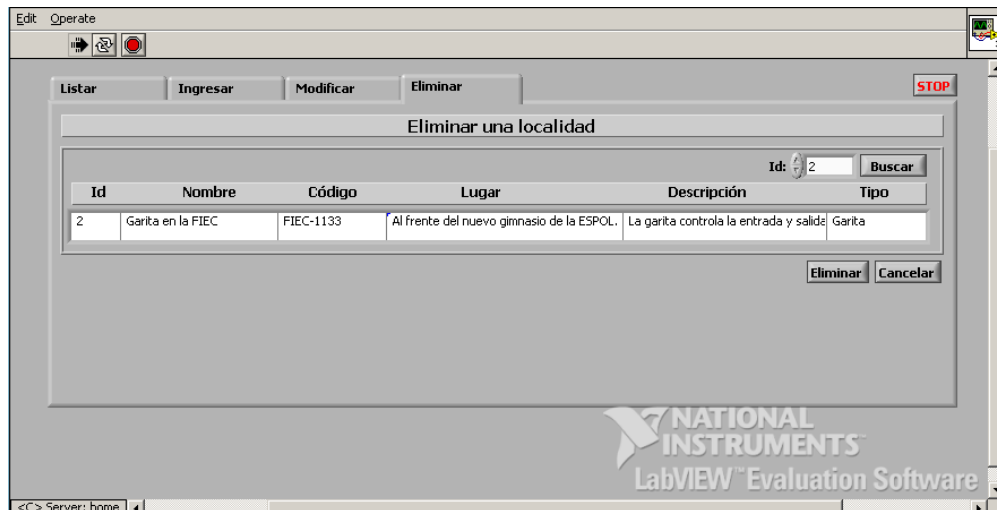 Edit Operate
Listar Ingresar Modificar Eliminar STOP
Eliminar una localidad
Id: 2 Buscar
Id Nombre Código Lugar Descripción Tipo
2 Garita en la FIEC FIEC-1133 Al frente del nuevo gimnasio de la ESPOL. La garita controla la entrada y salida Garita
Eliminar Cancelar
NATIONAL
INSTRUMENTS
LabVIEW™ Evaluation Software
<C> Server: home